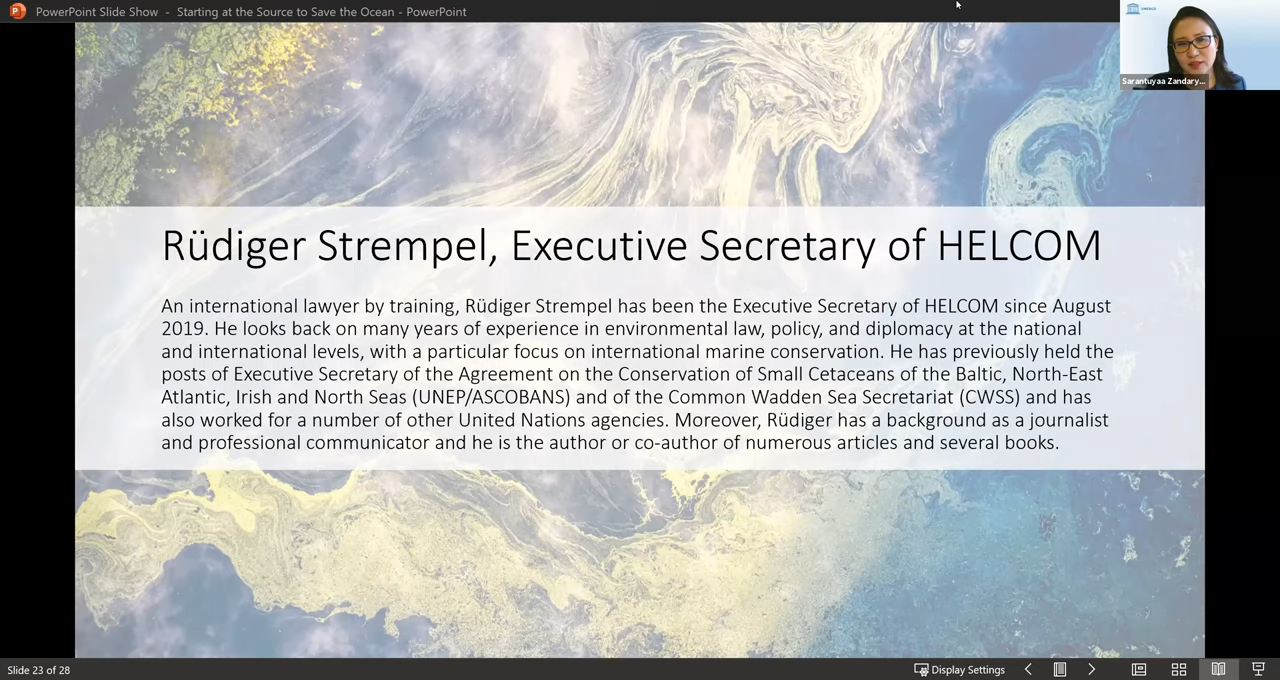 PowerPoint Slide Show - Starting at the Source to Save the Ocean - PowerPoint
UNESCO
Sarantuyaa Zandary...
Rüdiger Strempel, Executive Secretary of HELCOM
An international lawyer by training, Rüdiger Strempel has been the Executive Secretary of HELCOM since August
2019. He looks back on many years of experience in environmental law, policy, and diplomacy at the national
and international levels, with a particular focus on international marine conservation. He has previously held the
posts of Executive Secretary of the Agreement on the Conservation of Small Cetaceans of the Baltic, North-East
Atlantic, Irish and North Seas (UNEP/ASCOBANS) and of the Common Wadden Sea Secretariat (CWSS) and has
also worked for a number of other United Nations agencies. Moreover, Rüdiger has a background as a journalist
and professional communicator and he is the author or co-author of numerous articles and several books.
Slide 23 of 28
Display Settings